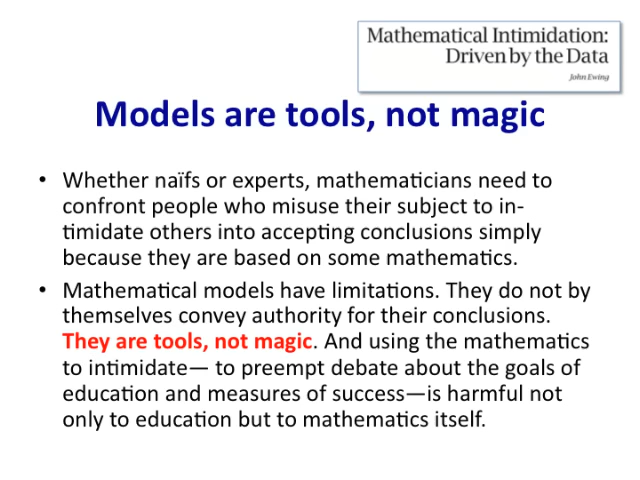 Mathematical Intimidation:
Driven by the Data
John Ewing
Models are tools, not magic
• Whether naïfs or experts, mathematicians need to
confront people who misuse their subject to in-
timidate others into accepting conclusions simply
because they are based on some mathematics.
• Mathematical models have limitations. They do not by
themselves convey authority for their conclusions.
They are tools, not magic. And using the mathematics
to intimidate— to preempt debate about the goals of
education and measures of success—is harmful not
only to education but to mathematics itself.